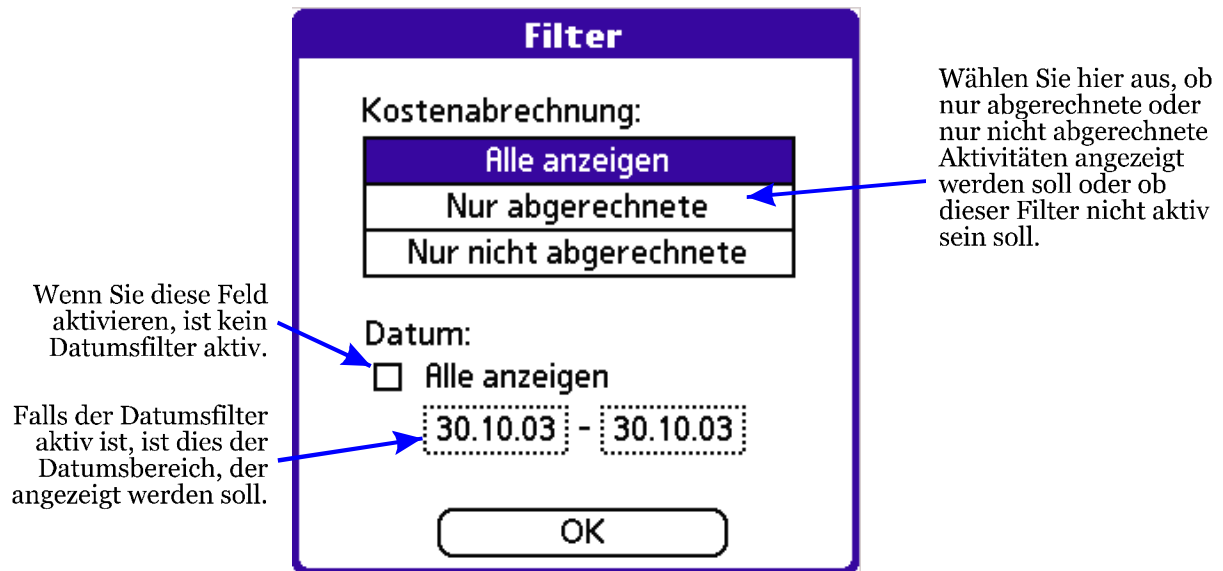 Filter
Kostenabrechnung:
Alle anzeigen
Nur abgerechnete
Nur nicht abgerechnete
Wählen Sie hier aus, ob
nur abgerechnete oder
nur nicht abgerechnete
Aktivitäten angezeigt
werden soll oder ob
dieser Filter nicht aktiv
sein soll.
Wenn Sie diese Feld
aktivieren, ist kein
Datumsfilter aktiv.
Datum:
Alle anzeigen
Falls der Datumsfilter
aktiv ist, ist dies der
Datumsbereich, der
angezeigt werden soll.
30.10.03 - 30.10.03
OK